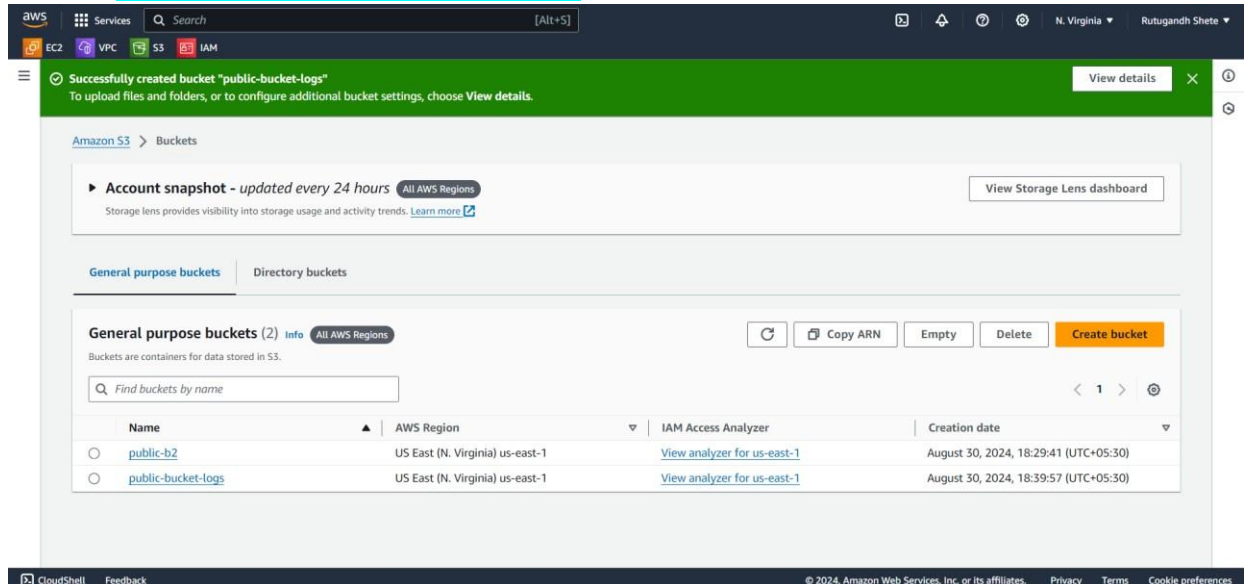 aws Services Search [Alt+S] N. Virginia Rutugandh Shete
EC2 VPC S3 IAM
Successfully created bucket "public-bucket-logs"
To upload files and folders, or to configure additional bucket settings, choose View details.
View details
Amazon S3 > Buckets
Account snapshot - updated every 24 hours All AWS Regions
Storage lens provides visibility into storage usage and activity trends. Learn more
View Storage Lens dashboard
General purpose buckets Directory buckets
General purpose buckets (2) Info All AWS Regions
Buckets are containers for data stored in S3.
Copy ARN Empty Delete Create bucket
Find buckets by name
< 1 >
Name AWS Region IAM Access Analyzer Creation date
public-b2 US East (N. Virginia) us-east-1 View analyzer for us-east-1 August 30, 2024, 18:29:41 (UTC+05:30)
public-bucket-logs US East (N. Virginia) us-east-1 View analyzer for us-east-1 August 30, 2024, 18:39:57 (UTC+05:30)
CloudShell Feedback © 2024, Amazon Web Services, Inc. or its affiliates. Privacy Terms Cookie preferences